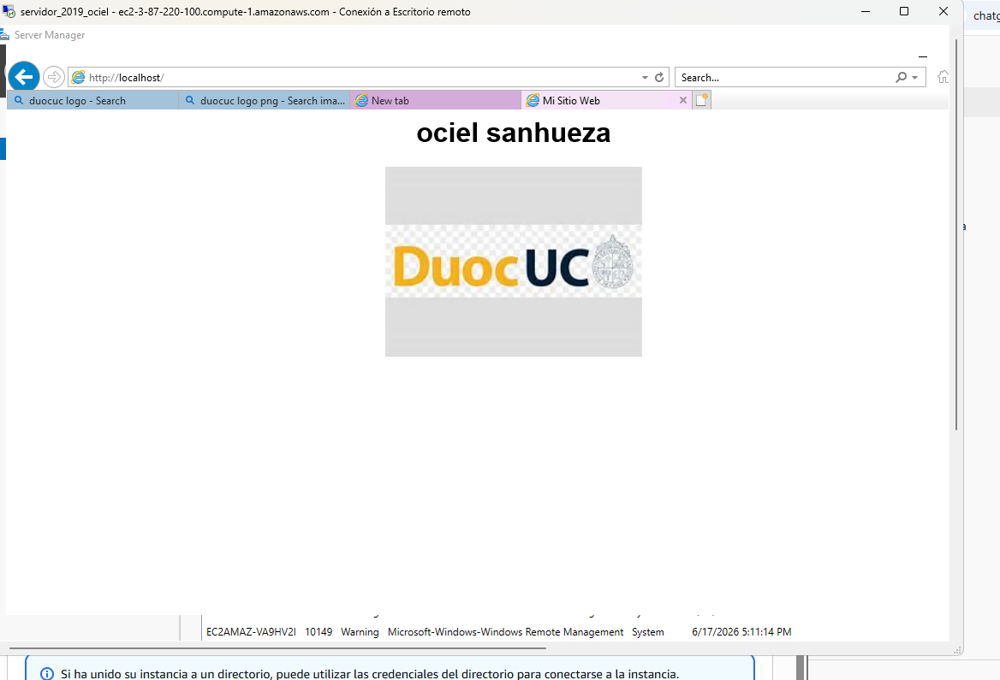 servidor_2019_ociel - ec2-3-87-220-100.compute-1.amazonaws.com - Conexión a Escritorio remoto
chatg
Server Manager
http://localhost/
Search...
duocuc logo - Search
duocuc logo png - Search ima...
New tab
Mi Sitio Web
ociel sanhueza
Duoc UC
EC2AMAZ-VA9HV2I 10149 Warning Microsoft-Windows-Windows Remote Management System 6/17/2026 5:11:14 PM
Si ha unido su instancia a un directorio, puede utilizar las credenciales del directorio para conectarse a la instancia.